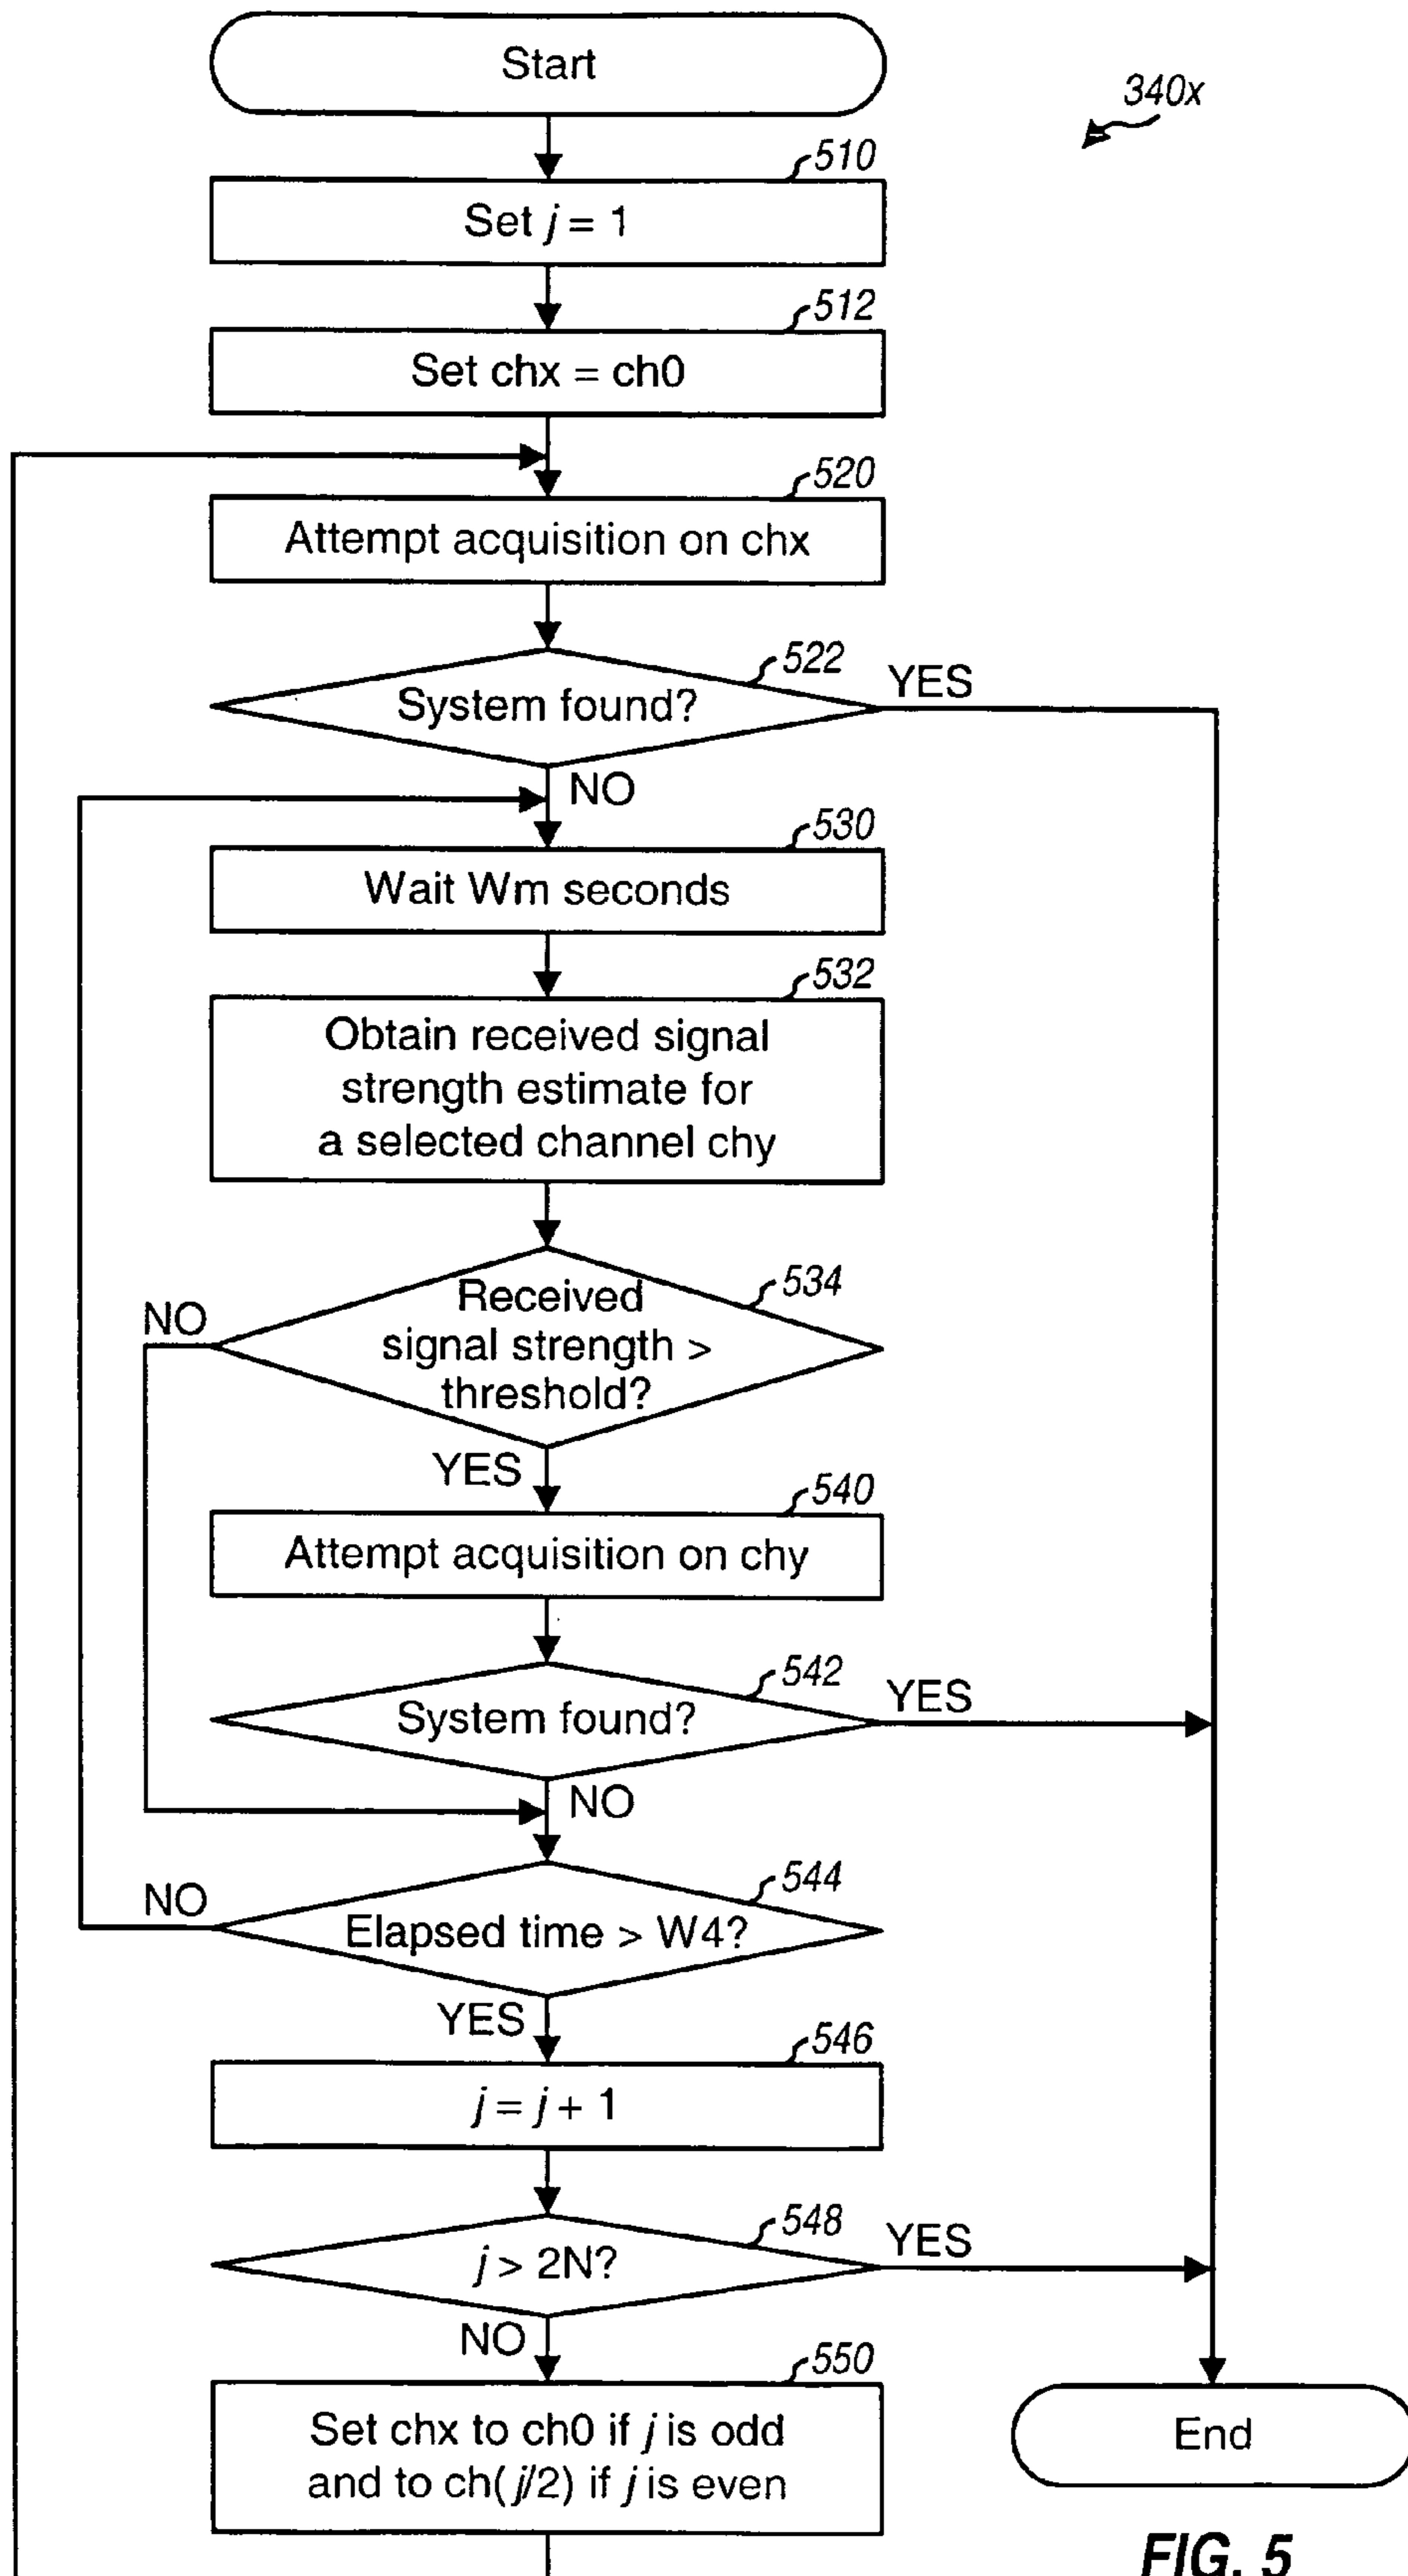 Start
340x
510
Set j = 1
512
Set chx = ch0
520
Attempt acquisition on chx
522
System found?
YES
NO
530
Wait Wm seconds
532
Obtain received signal
strength estimate for
a selected channel chy
534
Received
signal strength >
threshold?
NO
YES
540
Attempt acquisition on chy
542
System found?
YES
NO
544
Elapsed time > W4?
NO
YES
546
j = j + 1
548
j > 2N?
YES
NO
550
Set chx to ch0 if j is odd
and to ch(j/2) if j is even
End
FIG. 5